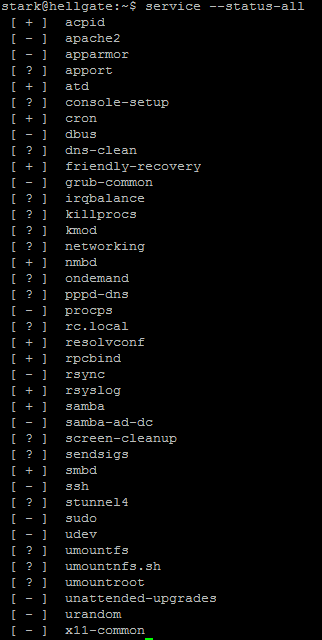 stark@hellgate:~$ service --status-all
[ + ] acpid
[ - ] apache2
[ - ] apparmor
[ ? ] apport
[ + ] atd
[ ? ] console-setup
[ + ] cron
[ - ] dbus
[ ? ] dns-clean
[ + ] friendly-recovery
[ - ] grub-common
[ ? ] irqbalance
[ ? ] killprocs
[ ? ] kmod
[ ? ] networking
[ + ] nmbd
[ ? ] ondemand
[ ? ] pppd-dns
[ - ] procps
[ ? ] rc.local
[ + ] resolvconf
[ + ] rpcbind
[ - ] rsync
[ + ] rsyslog
[ + ] samba
[ - ] samba-ad-dc
[ ? ] screen-cleanup
[ ? ] sendsigs
[ + ] smbd
[ - ] ssh
[ ? ] stunnel4
[ - ] sudo
[ - ] udev
[ ? ] umountfs
[ ? ] umountnfs.sh
[ ? ] umountroot
[ - ] unattended-upgrades
[ - ] urandom
[ - ] x11-common